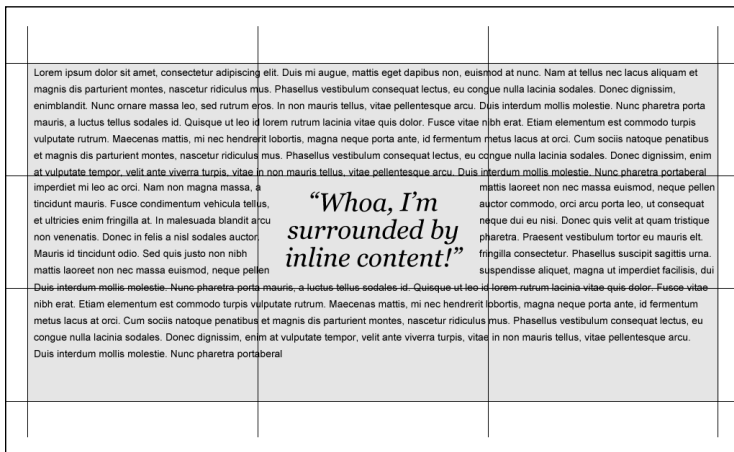 Lorem ipsum dolor sit amet, consectetur adipiscing elit. Duis mi augue, mattis eget dapibus non, euismod at nunc. Nam at tellus nec lacus aliquam et
magnis dis parturient montes, nascetur ridiculus mus. Phasellus vestibulum consequat lectus, eu congue nulla lacinia sodales. Donec dignissim,
enimblandit. Nunc ornare massa leo, sed rutrum eros. In non mauris tellus, vitae pellentesque arcu. Duis interdum mollis molestie. Nunc pharetra porta
mauris, a luctus tellus sodales id. Quisque ut leo id lorem rutrum lacinia vitae quis dolor. Fusce vitae nibh erat. Etiam elementum est commodo turpis
vulputate rutrum. Maecenas mattis, mi nec hendrerit lobortis, magna neque porta ante, id fermentum metus lacus at orci. Cum sociis natoque penatibus
et magnis dis parturient montes, nascetur ridiculus mus. Phasellus vestibulum consequat lectus, eu congue nulla lacinia sodales. Donec dignissim, enim
at vulputate tempor, velit ante viverra turpis, vitae in non mauris tellus, vitae pellentesque arcu. Duis interdum mollis molestie. Nunc pharetra portaberal
imperdiet mi leo ac orci. Nam non magna massa, a
tincidunt mauris. Fusce condimentum vehicula tellus,
et ultricies enim fringilla at. In malesuada blandit arcu
non venenatis. Donec in felis a nisl sodales auctor.
Mauris id tincidunt odio. Sed quis justo non nibh
mattis laoreet non nec massa euismod, neque pellen
“Whoa, I’m
surrounded by
inline content!”
mattis laoreet non nec massa euismod, neque pellen
auctor commodo, orci arcu porta leo, ut consequat
neque dui eu nisi. Donec quis velit at quam tristique
pharetra. Praesent vestibulum tortor eu mauris elt.
fringilla consectetur. Phasellus suscipit sagittis urna.
suspendisse aliquet, magna ut imperdiet facilisis, dui
Duis interdum mollis molestie. Nunc pharetra porta mauris, a luctus tellus sodales id. Quisque ut leo id lorem rutrum lacinia vitae quis dolor. Fusce vitae
nibh erat. Etiam elementum est commodo turpis vulputate rutrum. Maecenas mattis, mi nec hendrerit lobortis, magna neque porta ante, id fermentum
metus lacus at orci. Cum sociis natoque penatibus et magnis dis parturient montes, nascetur ridiculus mus. Phasellus vestibulum consequat lectus, eu
congue nulla lacinia sodales. Donec dignissim, enim at vulputate tempor, velit ante viverra turpis, vitae in non mauris tellus, vitae pellentesque arcu.
Duis interdum mollis molestie. Nunc pharetra portaberal